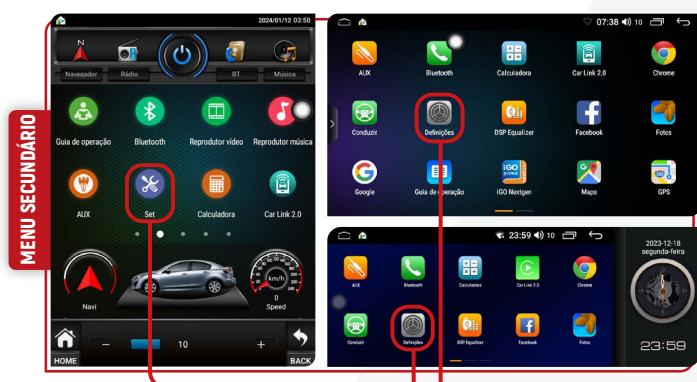 MENU SECUNDÁRIO
2024/01/12 03:50
N
Navegador Rádio BT Música
Guia de operação Bluetooth Reprodutor vídeo Reprodutor música
AUX Set Calculadora Car Link 2.0
km/h
0
Navi Speed
− 10 +
HOME BACK
07:38 10
AUX Bluetooth Calculadora Car Link 2.0 Chrome
Conduzir Definições DSP Equalizer Facebook Fotos
iGO
prime
Google Guia de operação iGO Nextgen Maps GPS
23:59 10
2023-12-18
segunda-feira
AUX Bluetooth Calculadora Car Link 2.0 Chrome
Conduzir Definições DSP Equalizer Facebook Fotos
23:59